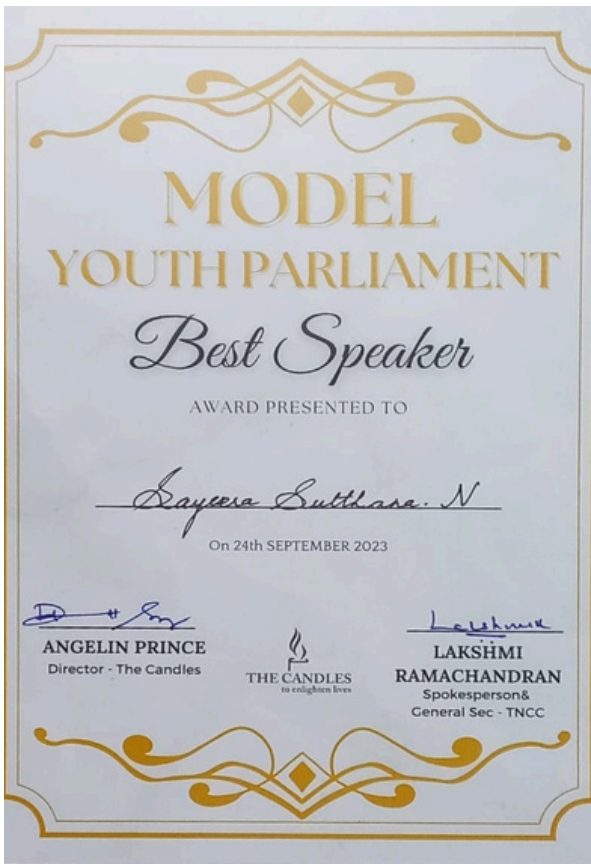 MODEL
YOUTH PARLIAMENT
Best Speaker
AWARD PRESENTED TO
Sayeera Sulthana. N
On 24th SEPTEMBER 2023
ANGELIN PRINCE
Director - The Candles
THE CANDLES
to enlighten lives
Lakshmi
LAKSHMI
RAMACHANDRAN
Spokesperson&
General Sec - TNCC